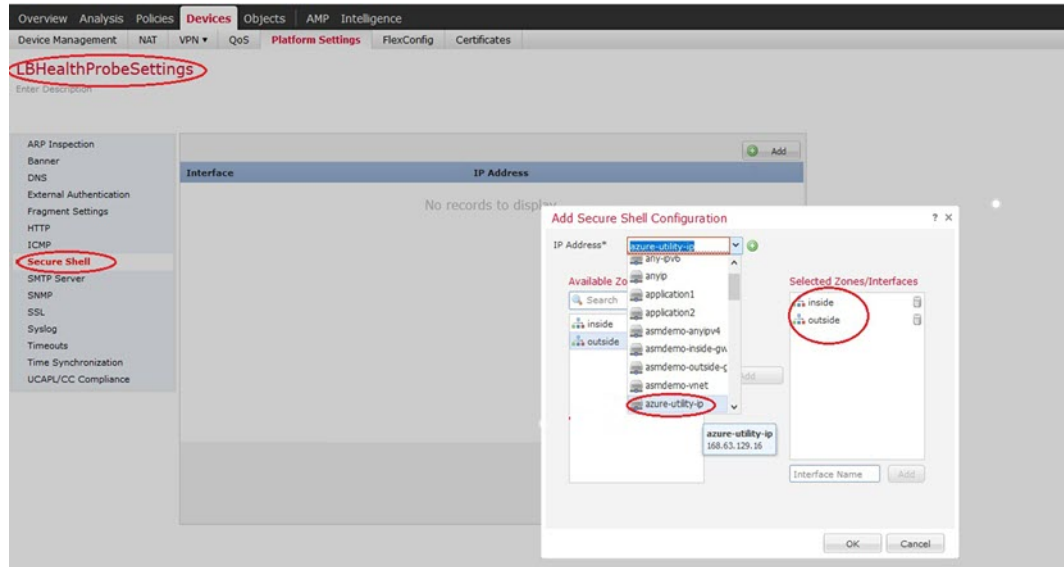 Overview Analysis Policies Devices Objects AMP Intelligence
Device Management NAT VPN ▾ QoS Platform Settings FlexConfig Certificates
LBHealthProbeSettings
Enter Description
ARP Inspection
Banner
DNS
External Authentication
Fragment Settings
HTTP
ICMP
Secure Shell
SMTP Server
SNMP
SSL
Syslog
Timeouts
Time Synchronization
UCAPL/CC Compliance
Add
Interface IP Address
No records to display
Add Secure Shell Configuration ? ×
IP Address* azure-utility-ip
any-ipv6
anyip
application1
application2
asmdemo-anyipv4
asmdemo-inside-gw
asmdemo-outside-g
asmdemo-vnet
azure-utility-ip
azure-utility-ip
168.63.129.16
Available Zo
Search
inside
outside
Add
Selected Zones/Interfaces
inside
outside
Interface Name Add
OK Cancel